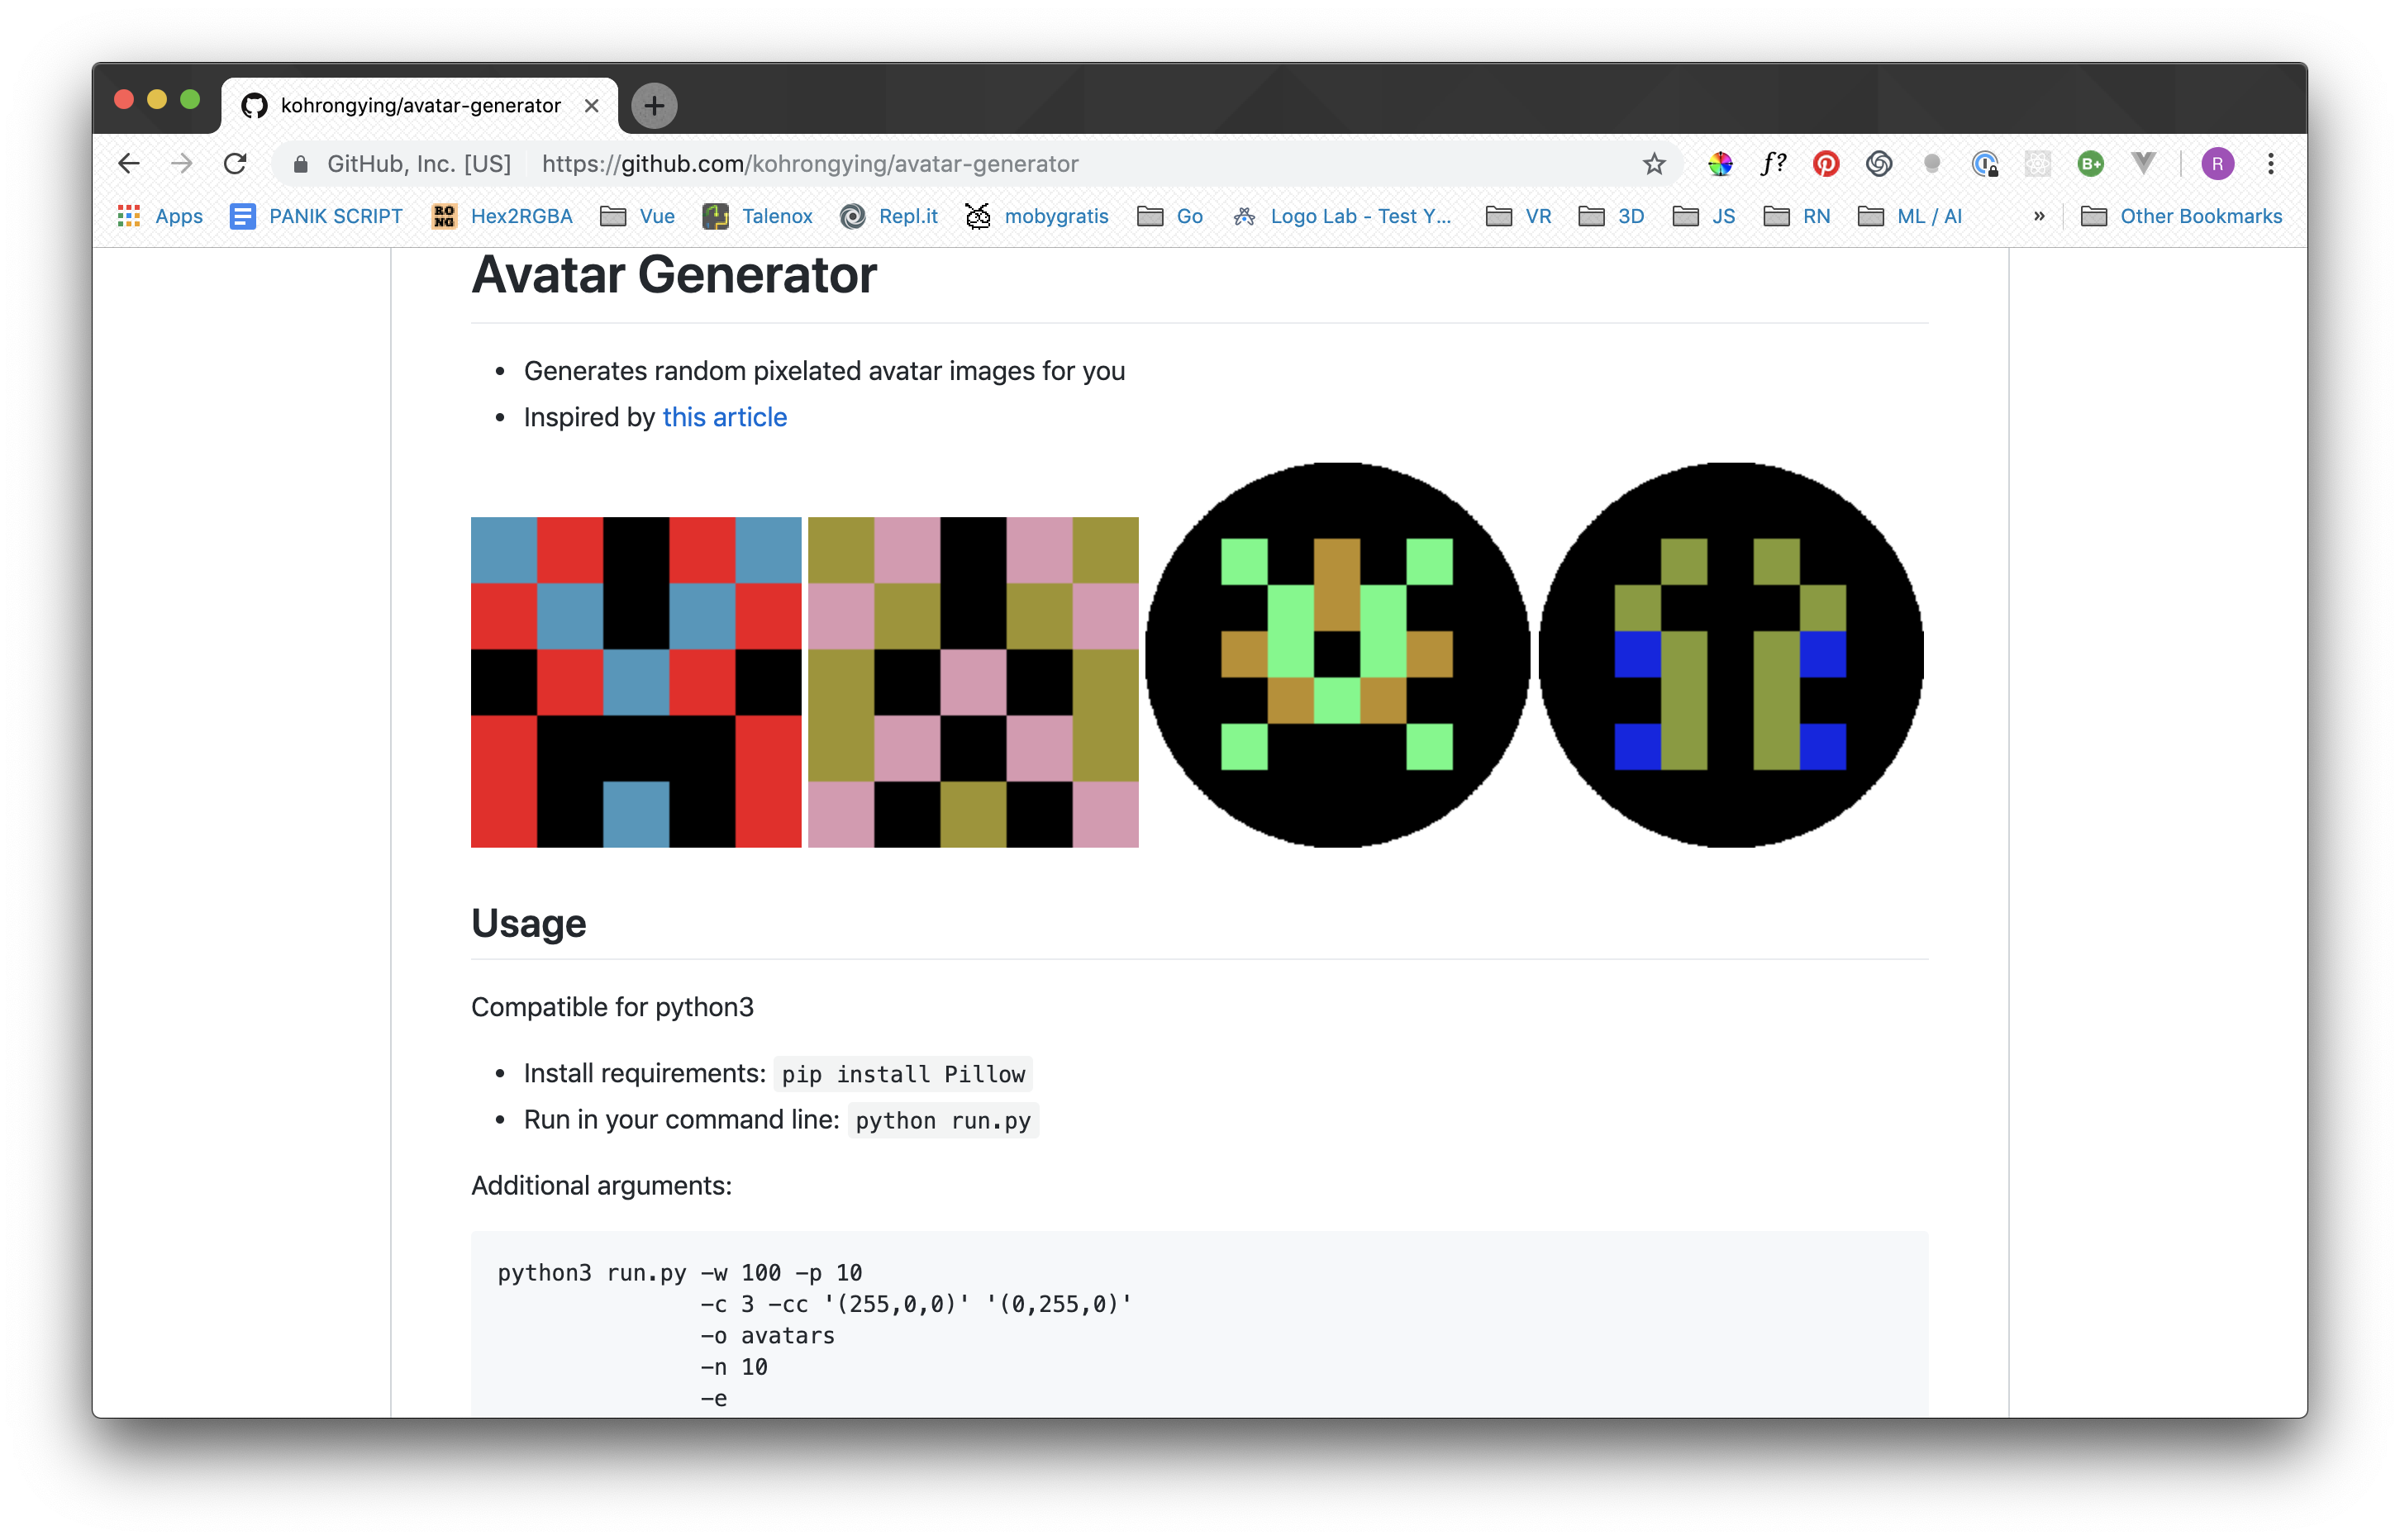 kohrongying/avatar-generator
GitHub, Inc. [US] https://github.com/kohrongying/avatar-generator
f?
B+
R
Apps PANIK SCRIPT RO NG Hex2RGBA Vue Talenox Repl.it mobygratis Go Logo Lab - Test Y... VR 3D JS RN ML / AI » Other Bookmarks
Avatar Generator
• Generates random pixelated avatar images for you
• Inspired by this article
Usage
Compatible for python3
• Install requirements: pip install Pillow
• Run in your command line: python run.py
Additional arguments:
python3 run.py -w 100 -p 10
-c 3 -cc '(255,0,0)' '(0,255,0)'
-o avatars
-n 10
-e